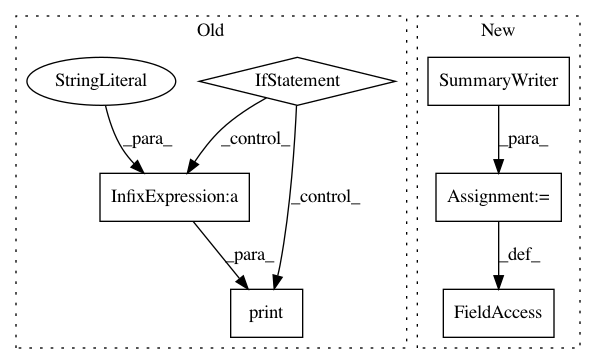 Old
New
StringLiteral
IfStatement
SummaryWriter
_para_
_control_
_para_
InfixExpression:a
_control_
Assignment:=
_para_
_def_
print
FieldAccess